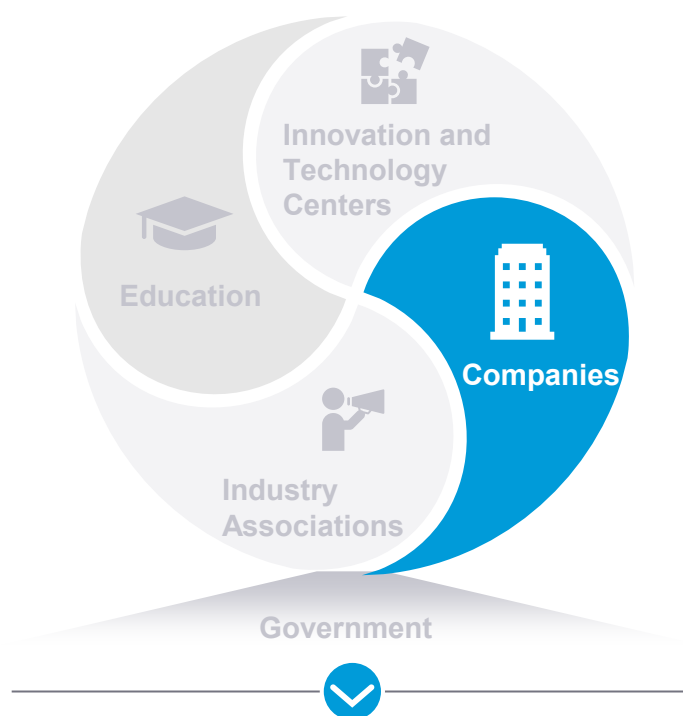 Innovation and
Technology
Centers
Education
Companies
Industry
Associations
Government